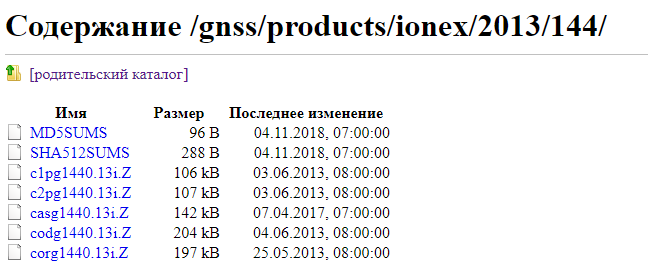 Содержание /gnss/products/ionex/2013/144/
[родительский каталог]
Имя Размер Последнее изменение
MD5SUMS 96 B 04.11.2018, 07:00:00
SHA512SUMS 288 B 04.11.2018, 07:00:00
c1pg1440.13i.Z 106 kB 03.06.2013, 08:00:00
c2pg1440.13i.Z 107 kB 03.06.2013, 08:00:00
casg1440.13i.Z 142 kB 07.04.2017, 07:00:00
codg1440.13i.Z 204 kB 04.06.2013, 08:00:00
corg1440.13i.Z 197 kB 25.05.2013, 08:00:00